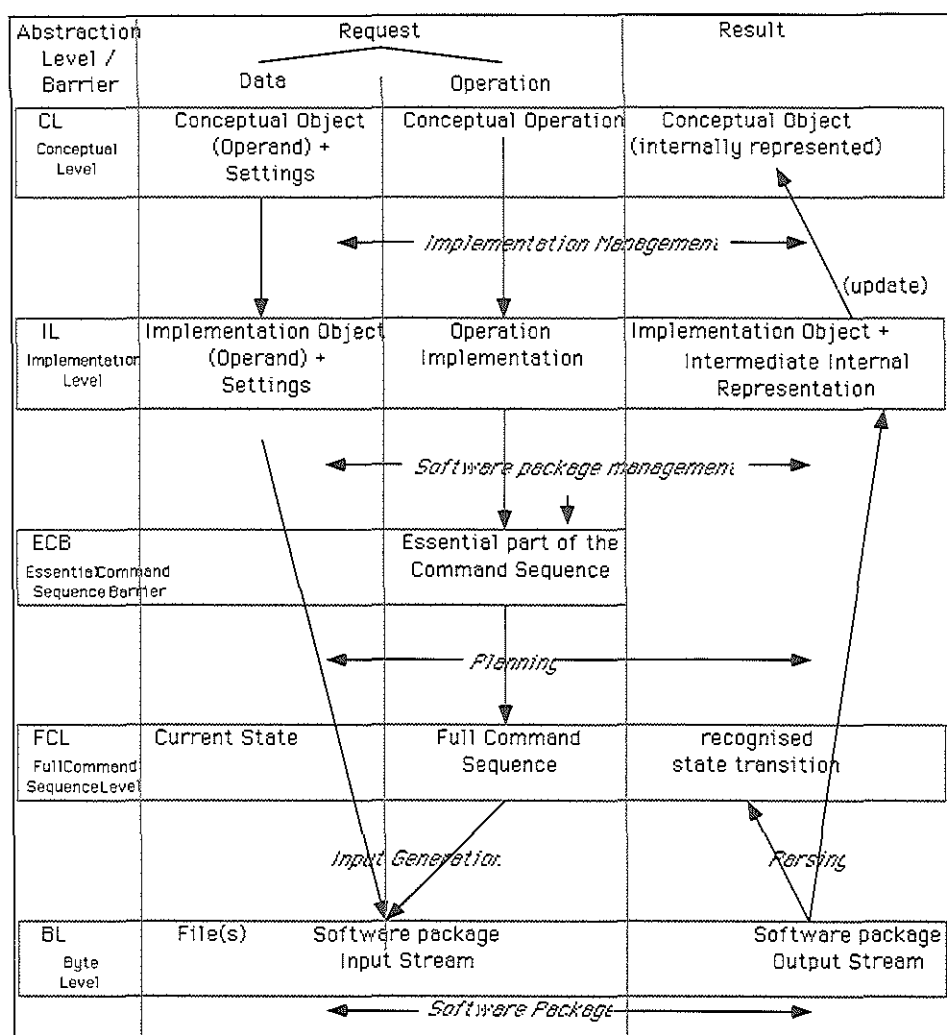 Abstraction
Level /
Barrier
Request
Data
Operation
Result
CL
Conceptual
Level
Conceptual Object
(Operand) +
Settings
Conceptual Operation
Conceptual Object
(internally represented)
Implementation Management
(update)
IL
Implementation
Level
Implementation Object
(Operand) +
Settings
Operation
Implementation
Implementation Object +
Intermediate Internal
Representation
Software package management
ECB
EssentialCommand
SequenceBarrier
Essential part of the
Command Sequence
Planning
FCL
FullCommand
SequenceLevel
Current State
Full Command
Sequence
recognised
state transition
Input Generation
Parsing
BL
Byte
Level
File(s)
Software package
Input Stream
Software package
Output Stream
Software Package